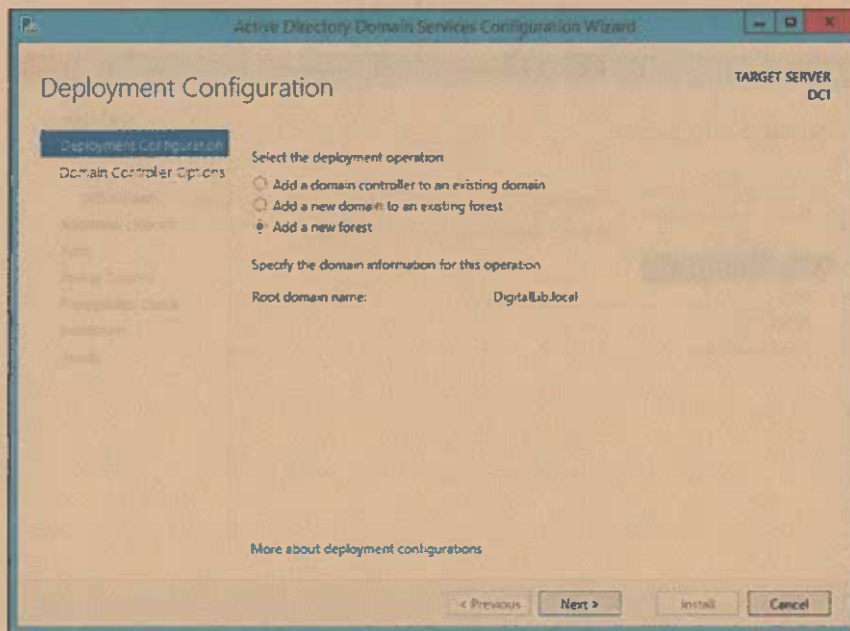 Active Directory Domain Services Configuration Wizard
Deployment Configuration
TARGET SERVER
DC1
Deployment Configuration
Domain Controller Options
Select the deployment operation
Add a domain controller to an existing domain
Add a new domain to an existing forest
Add a new forest
Specify the domain information for this operation
Root domain name:
DigitalLib.local
More about deployment configurations
< Previous
Next >
Install
Cancel